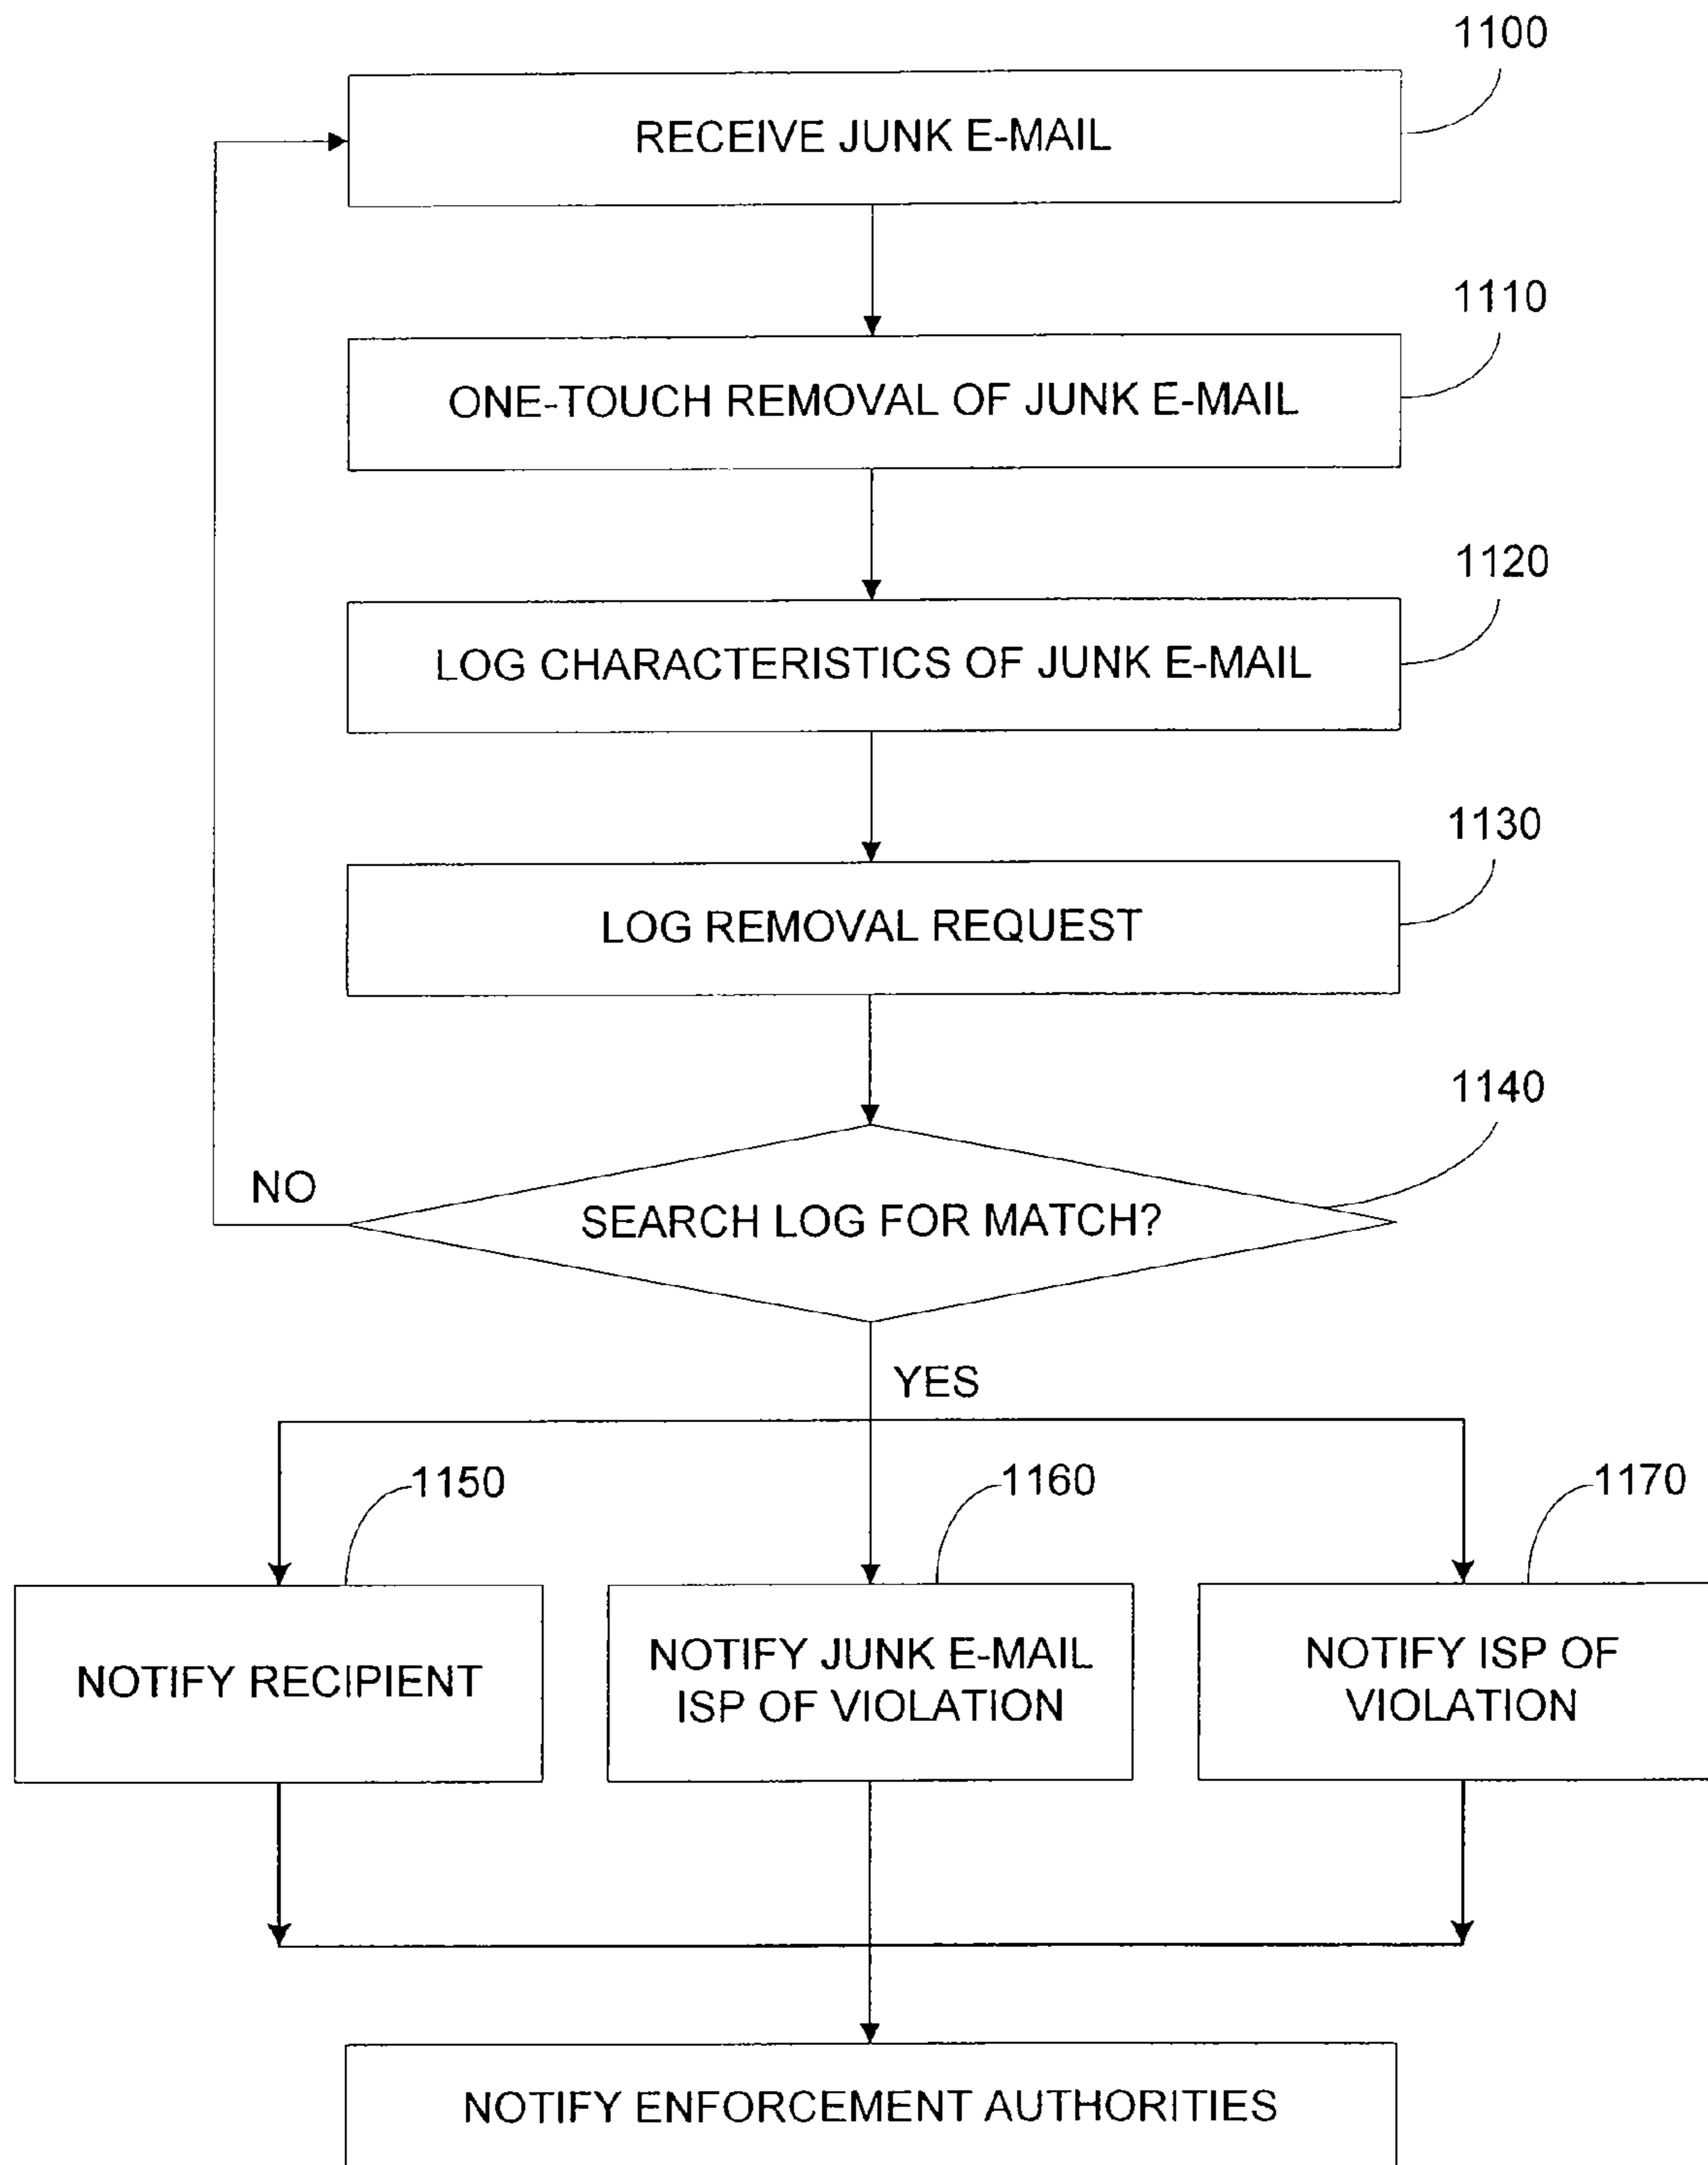 1100
RECEIVE JUNK E-MAIL
1110
ONE-TOUCH REMOVAL OF JUNK E-MAIL
1120
LOG CHARACTERISTICS OF JUNK E-MAIL
1130
LOG REMOVAL REQUEST
1140
NO
SEARCH LOG FOR MATCH?
YES
1150
1160
1170
NOTIFY RECIPIENT
NOTIFY JUNK E-MAIL
ISP OF VIOLATION
NOTIFY ISP OF
VIOLATION
NOTIFY ENFORCEMENT AUTHORITIES